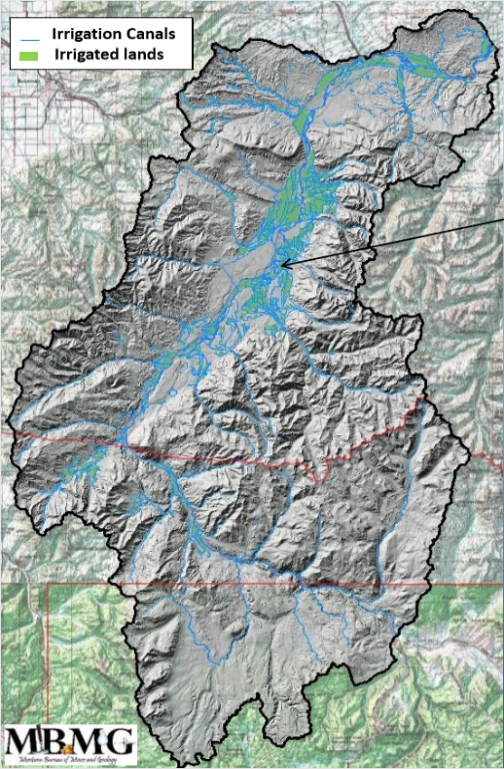 Irrigation Canals
Irrigated lands
MBMG
Montana Bureau of Mines and Geology